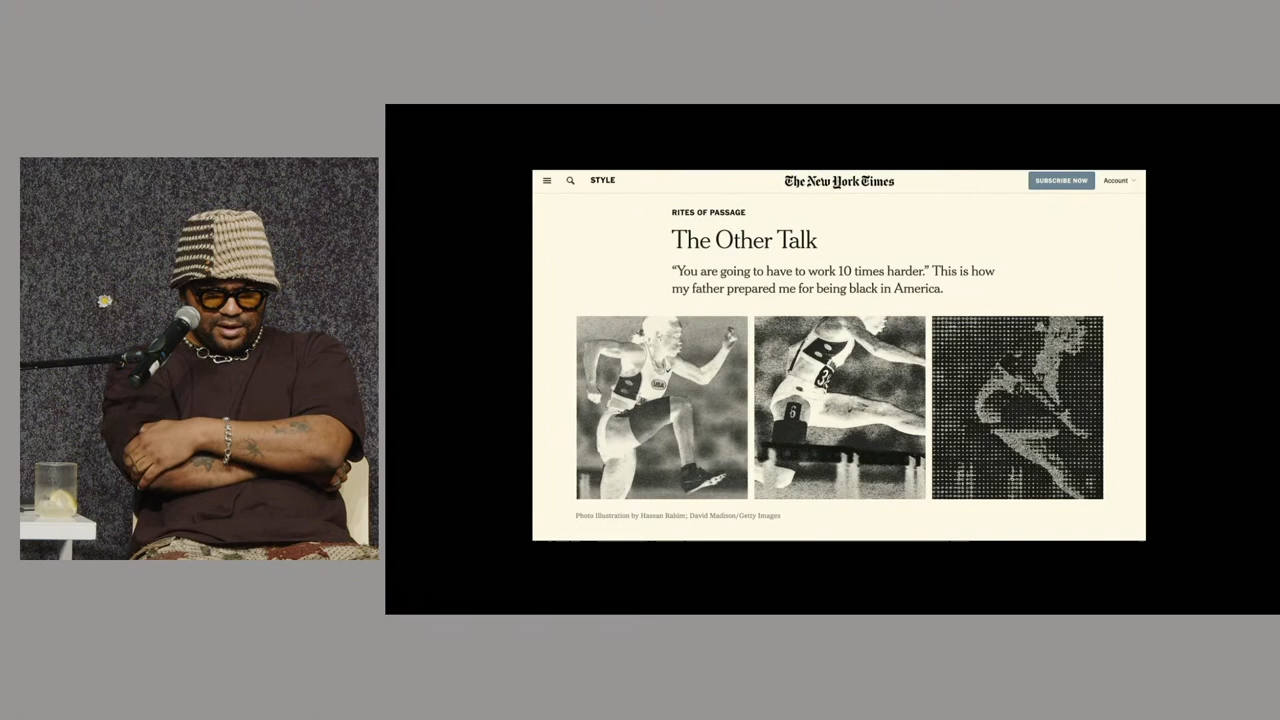 STYLE
The New York Times
SUBSCRIBE NOW
Account
RITES OF PASSAGE
The Other Talk
“You are going to have to work 10 times harder.” This is how
my father prepared me for being black in America.
USA
6
Photo Illustration by Hassan Rahim; David Madison/Getty Images